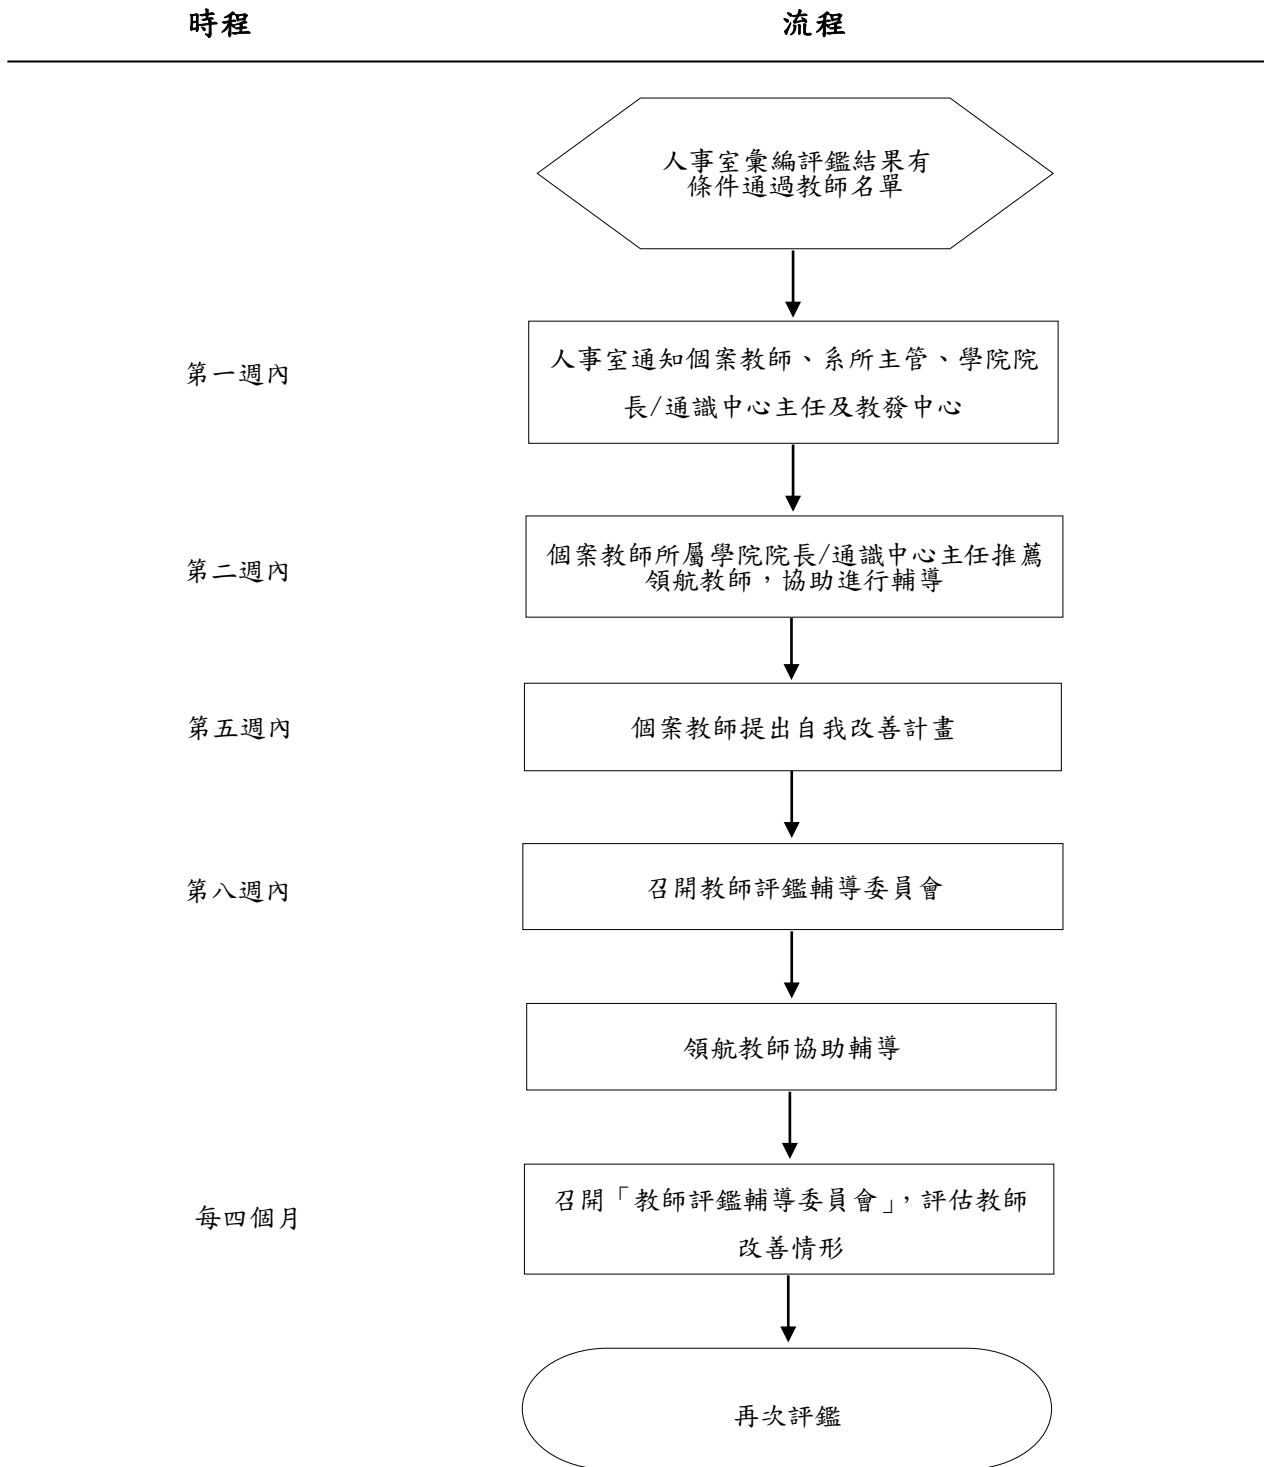 時程
流程
人事室彙編評鑑結果有
條件通過教師名單
第一週內
人事室通知個案教師、系所主管、學院院
長/通識中心主任及教發中心
第二週內
個案教師所屬學院院長/通識中心主任推薦
領航教師，協助進行輔導
第五週內
個案教師提出自我改善計畫
第八週內
召開教師評鑑輔導委員會
領航教師協助輔導
每四個月
召開「教師評鑑輔導委員會」，評估教師
改善情形
再次評鑑